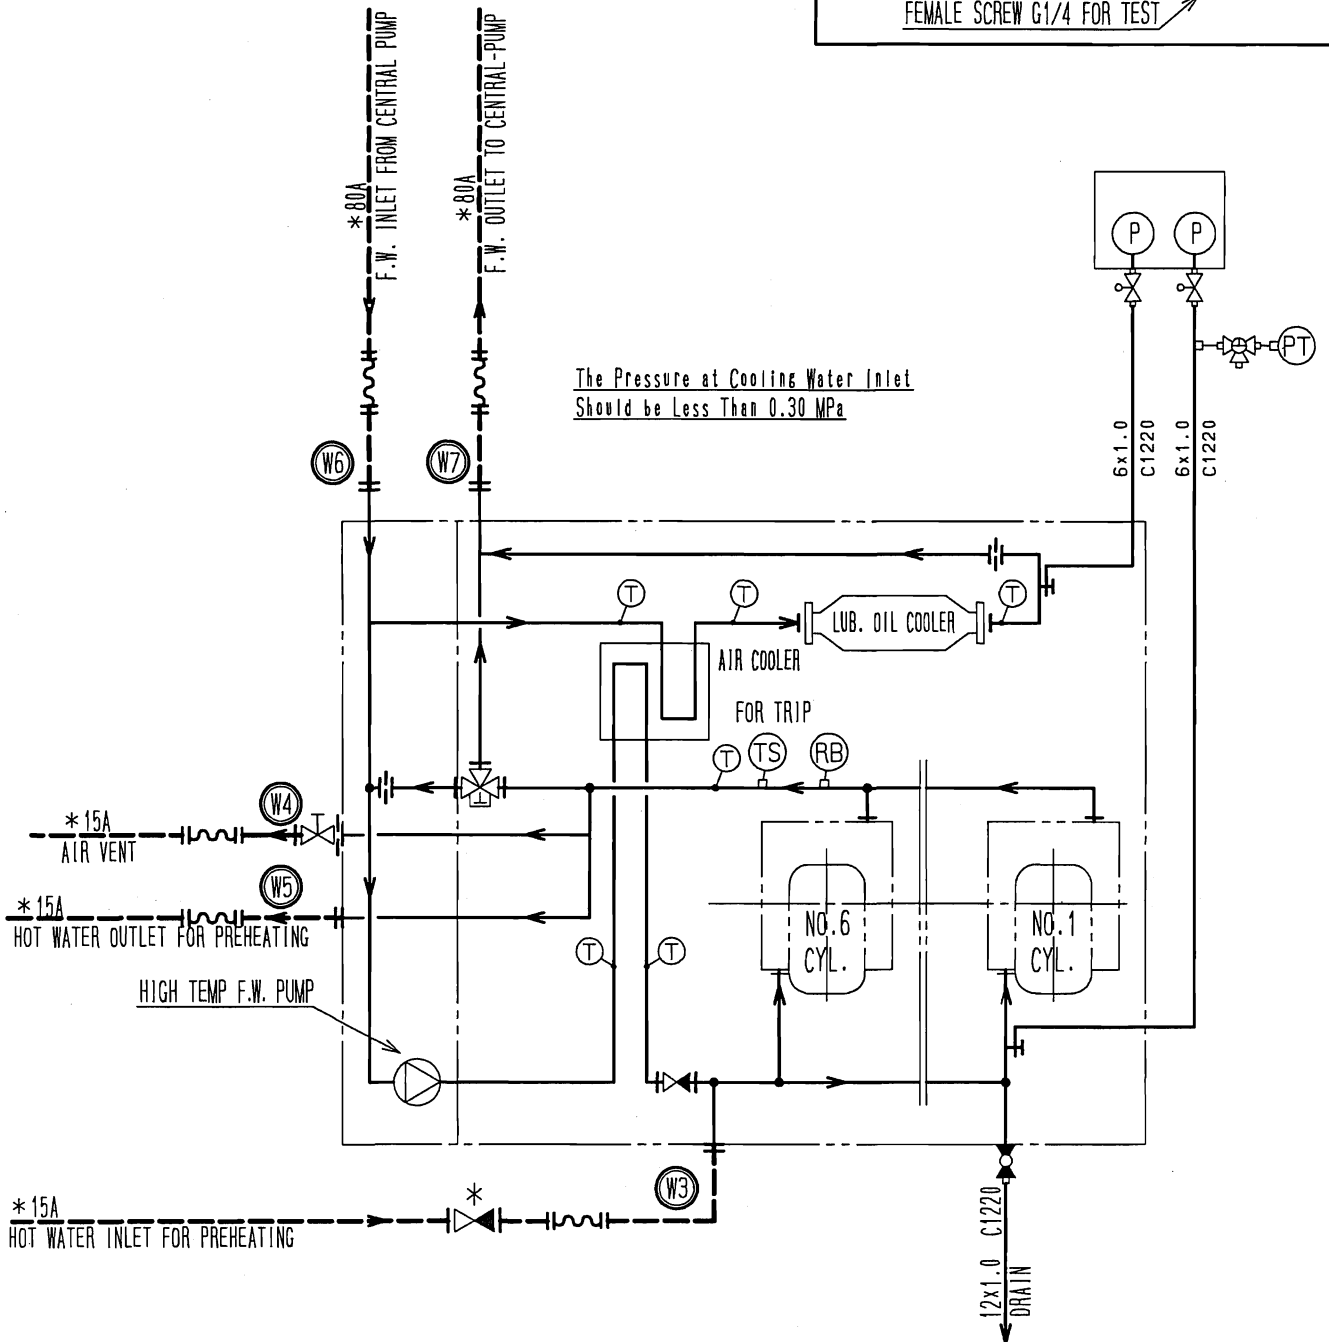 FEMALE SCREW G1/4 FOR TEST
*80A
F.W. INLET FROM CENTRAL PUMP
*80A
F.W. OUTLET TO CENTRAL-PUMP
P
P
PT
The Pressure at Cooling Water Inlet
Should be Less Than 0.30 MPa
6x1.0
C1220
6x1.0
C1220
W6
W7
T
T
T
LUB. OIL COOLER
AIR COOLER
FOR TRIP
T
TS
RB
W4
*15A
AIR VENT
W5
*15A
HOT WATER OUTLET FOR PREHEATING
NO.6
CYL.
NO.1
CYL.
T
T
HIGH TEMP F.W. PUMP
W3
*
*15A
HOT WATER INLET FOR PREHEATING
12x1.0 C1220
DRAIN